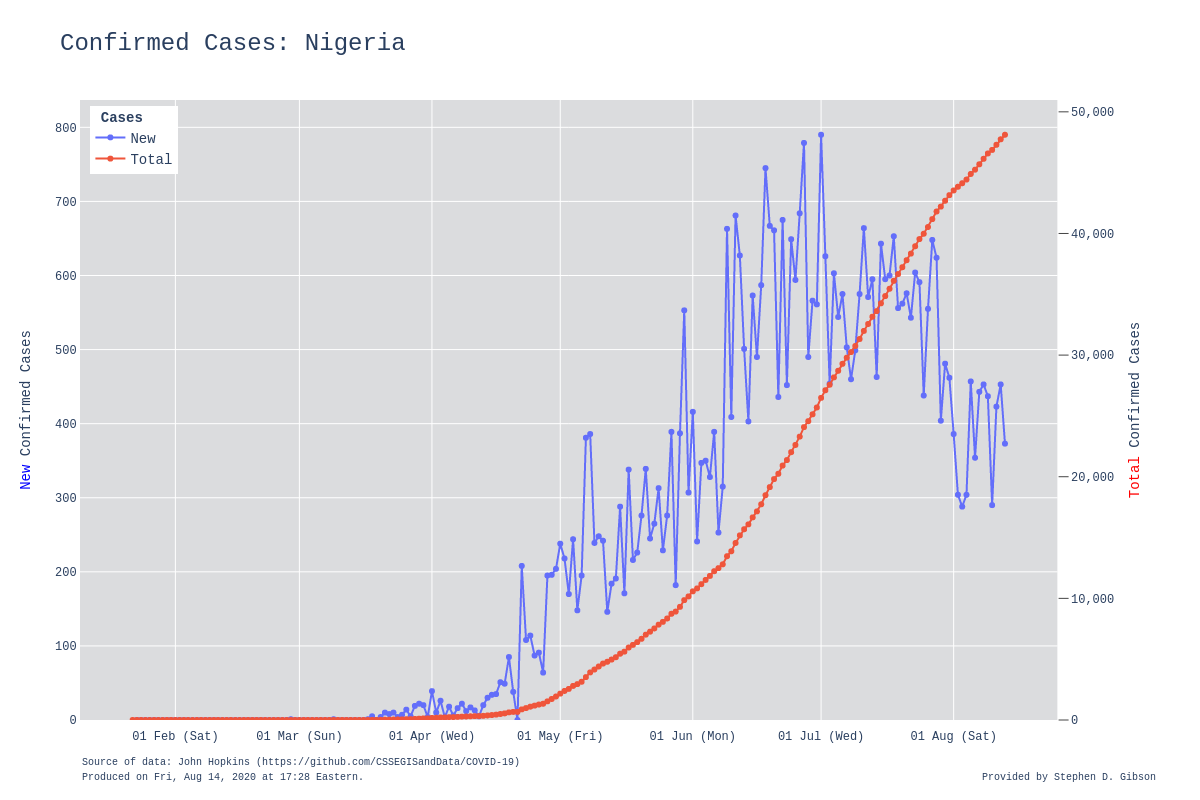 Confirmed Cases: Nigeria
Cases
New
Total
800
700
600
500
400
300
200
100
0
50,000
40,000
30,000
20,000
10,000
0
New Confirmed Cases
Total Confirmed Cases
01 Feb (Sat)
01 Mar (Sun)
01 Apr (Wed)
01 May (Fri)
01 Jun (Mon)
01 Jul (Wed)
01 Aug (Sat)
Source of data: John Hopkins (https://github.com/CSSEGISandData/COVID-19)
Produced on Fri, Aug 14, 2020 at 17:28 Eastern.
Provided by Stephen D. Gibson